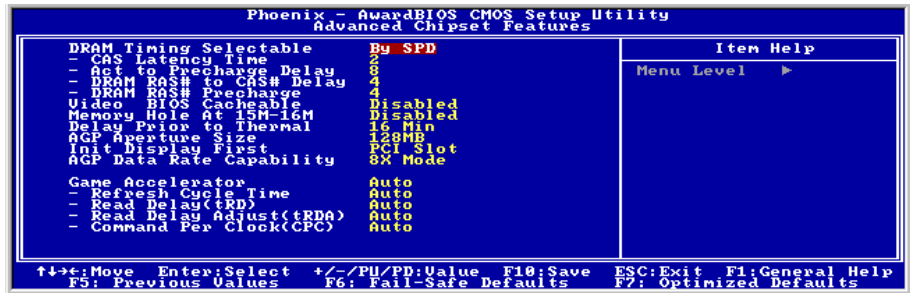 Phoenix - AwardBIOS CMOS Setup Utility
Advanced Chipset Features
DRAM Timing Selectable By SPD
- CAS Latency Time 2
- Act to Precharge Delay 8
- DRAM RAS# to CAS# Delay 4
- DRAM RAS# Precharge 4
Video BIOS Cacheable Disabled
Memory Hole At 15M-16M Disabled
Delay Prior to Thermal 16 Min
AGP Aperture Size 128MB
Init Display First PCI Slot
AGP Data Rate Capability 8X Mode
Game Accelerator Auto
- Refresh Cycle Time Auto
- Read Delay(tRD) Auto
- Read Delay Adjust(tRDA) Auto
- Command Per Clock(CPC) Auto
Item Help
Menu Level ►
↑↓→←:Move Enter:Select +/-/PU/PD:Value F10:Save ESC:Exit F1:General Help
F5: Previous Values F6: Fail-Safe Defaults F7: Optimized Defaults